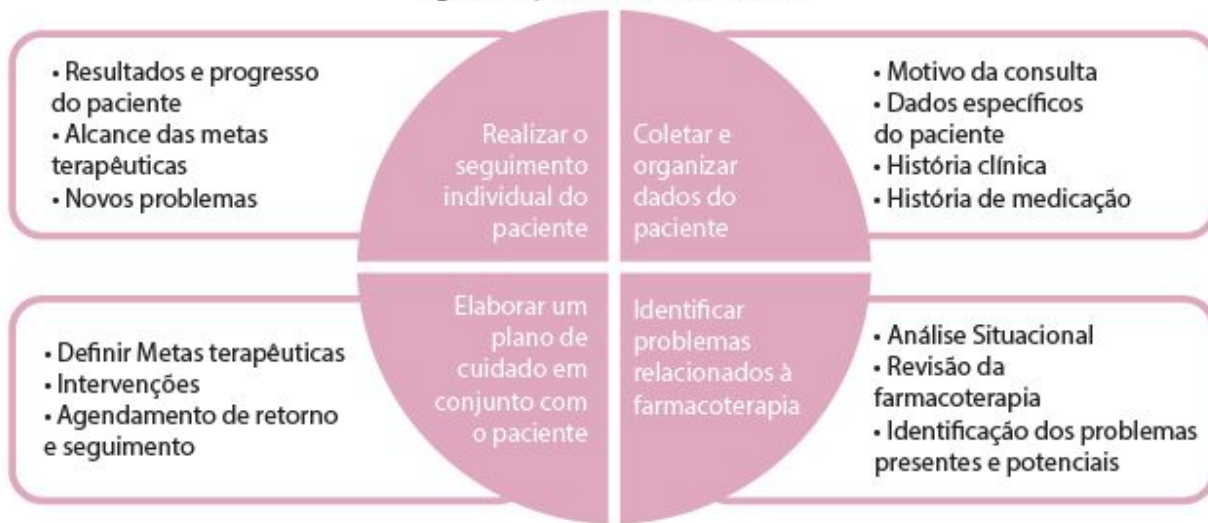 • Resultados e progresso
do paciente
• Alcance das metas
terapêuticas
• Novos problemas
Realizar o
seguimento
individual do
paciente
Coletar e
organizar
dados do
paciente
• Motivo da consulta
• Dados específicos
do paciente
• História clínica
• História de medicação
• Definir Metas terapêuticas
• Intervenções
• Agendamento de retorno
e seguimento
Elaborar um
plano de
cuidado em
conjunto com
o paciente
Identificar
problemas
relacionados à
farmacoterapia
• Análise Situacional
• Revisão da
farmacoterapia
• Identificação dos problemas
presentes e potenciais